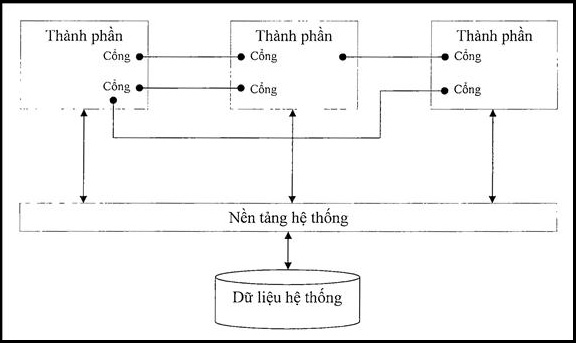 Thành phần
Thành phần
Thành phần
Cổng
Cổng
Cổng
Cổng
Cổng
Cổng
Nền tảng hệ thống
Dữ liệu hệ thống